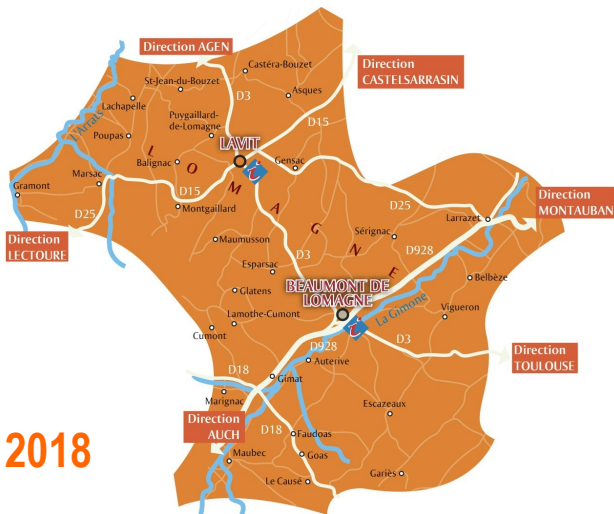 Direction AGEN
Castéra-Bouzet
Direction
CASTELSARRASIN
St-Jean-du-Bouzet
D3
Asques
Lachapelle
Puygaillard-
de-Lomagne
D15
L'Arrats
Poupas
LAVIT
LOMAGNE
Balignac
Gensac
i
Gramont
Marsac
D15
D25
Direction
MONTAUBAN
D25
Montgaillard
Larrazet
Direction
LECTOURE
Maumusson
Sérignac
D928
D3
Esparsac
Belbèze
Glatens
BEAUMONT DE
LOMAGNE
La Gimone
Lamothe-Cumont
Vigueron
i
Cumont
D928
D3
Direction
TOULOUSE
Auterive
D18
Gimat
Marignac
Escazeaux
Direction
AUCH
D18
Faudoas
2018
Maubec
Goas
Gariès
Le Causé